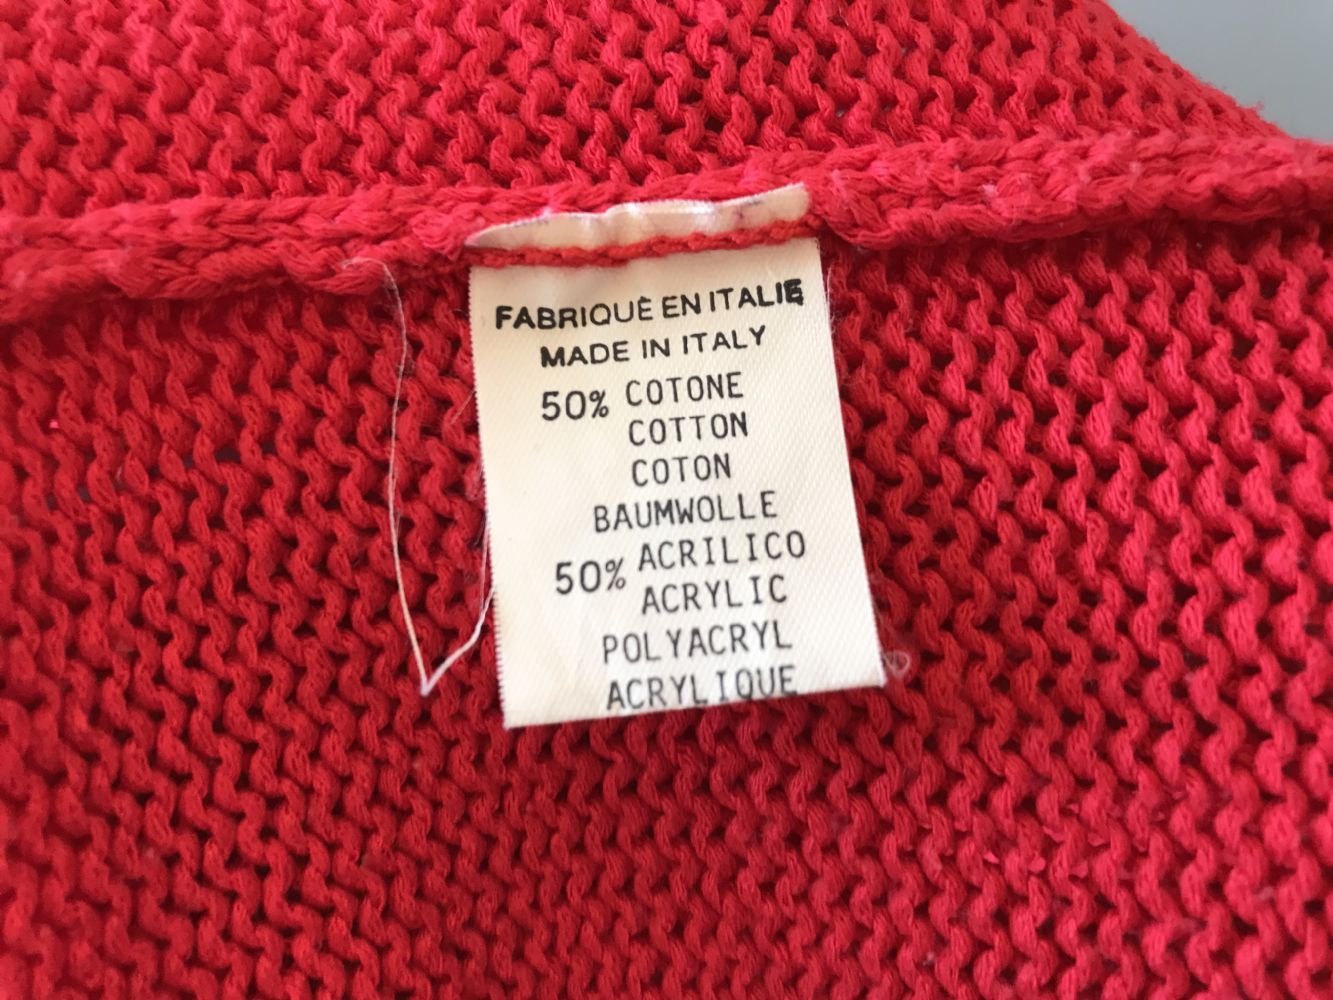 FABRIQUÉ EN ITALIE
MADE IN ITALY
50% COTONE
COTTON
COTON
BAUMWOLLE
50% ACRILICO
ACRYLIC
POLYACRYL
ACRYLIQUE